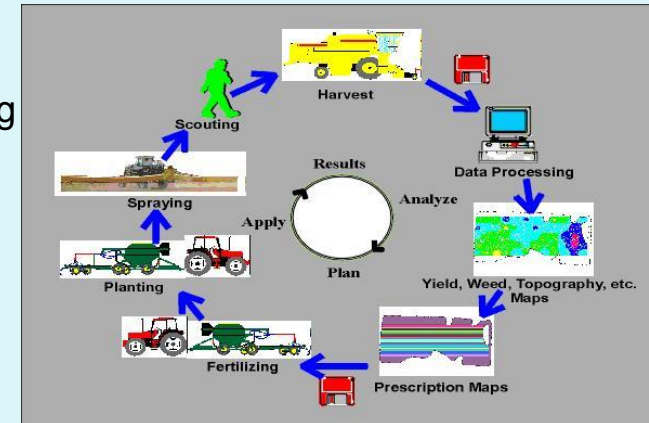 g
Harvest
Scouting
Data Processing
Results
Spraying
Analyze
Apply
Plan
Planting
Yield, Weed, Topography, etc.
Maps
Fertilizing
Prescription Maps